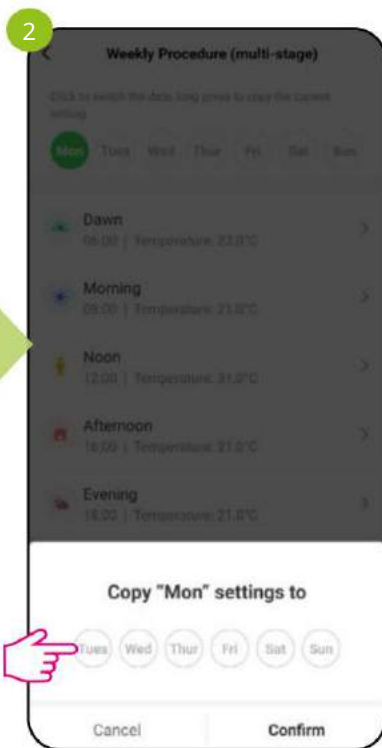 2
Weekly Procedure (multi-stage)
Click to switch the date, long press to copy the current
setting
Mon Tues Wed Thur Fri Sat Sun
Dawn
06:00 | Temperature: 23.0°C
Morning
08:00 | Temperature: 21.0°C
Noon
12:00 | Temperature: 31.0°C
Afternoon
16:00 | Temperature: 21.0°C
Evening
18:00 | Temperature: 21.0°C
Copy "Mon" settings to
Tues Wed Thur Fri Sat Sun
Cancel Confirm